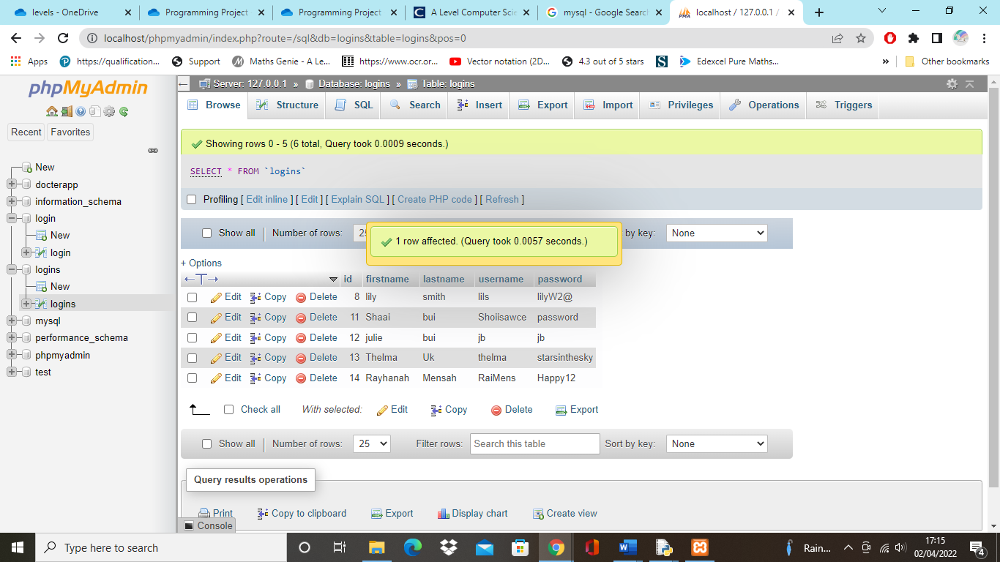 levels - OneDrive
Programming Project
Programming Project
A Level Computer Scie
mysql - Google Search
localhost / 127.0.0.1 /
localhost/phpmyadmin/index.php?route=/sql&db=logins&table=logins&pos=0
Apps https://qualification... Support Maths Genie - A Le... https://www.ocr.or... Vector notation (2D... 4.3 out of 5 stars Edexcel Pure Maths... » Other bookmarks
phpMyAdmin
Recent Favorites
New
docterapp
information_schema
login
New
login
logins
New
logins
mysql
performance_schema
phpmyadmin
test
Server: 127.0.0.1 » Database: logins » Table: logins
Browse Structure SQL Search Insert Export Import Privileges Operations Triggers
Showing rows 0 - 5 (6 total, Query took 0.0009 seconds.)
SELECT * FROM `logins`
Profiling [ Edit inline ] [ Edit ] [ Explain SQL ] [ Create PHP code ] [ Refresh ]
Show all Number of rows: by key: None
1 row affected. (Query took 0.0057 seconds.)
+ Options
id firstname lastname username password
Edit Copy Delete 8 lily smith lils lilyW2@
Edit Copy Delete 11 Shaai bui Shoiisawce password
Edit Copy Delete 12 julie bui jb jb
Edit Copy Delete 13 Thelma Uk thelma starsinthesky
Edit Copy Delete 14 Rayhanah Mensah RaiMens Happy12
Check all With selected: Edit Copy Delete Export
Show all Number of rows: 25 Filter rows: Search this table Sort by key: None
Query results operations
Print Copy to clipboard Export Display chart Create view
Console
Type here to search
Rain...
17:15
02/04/2022
4